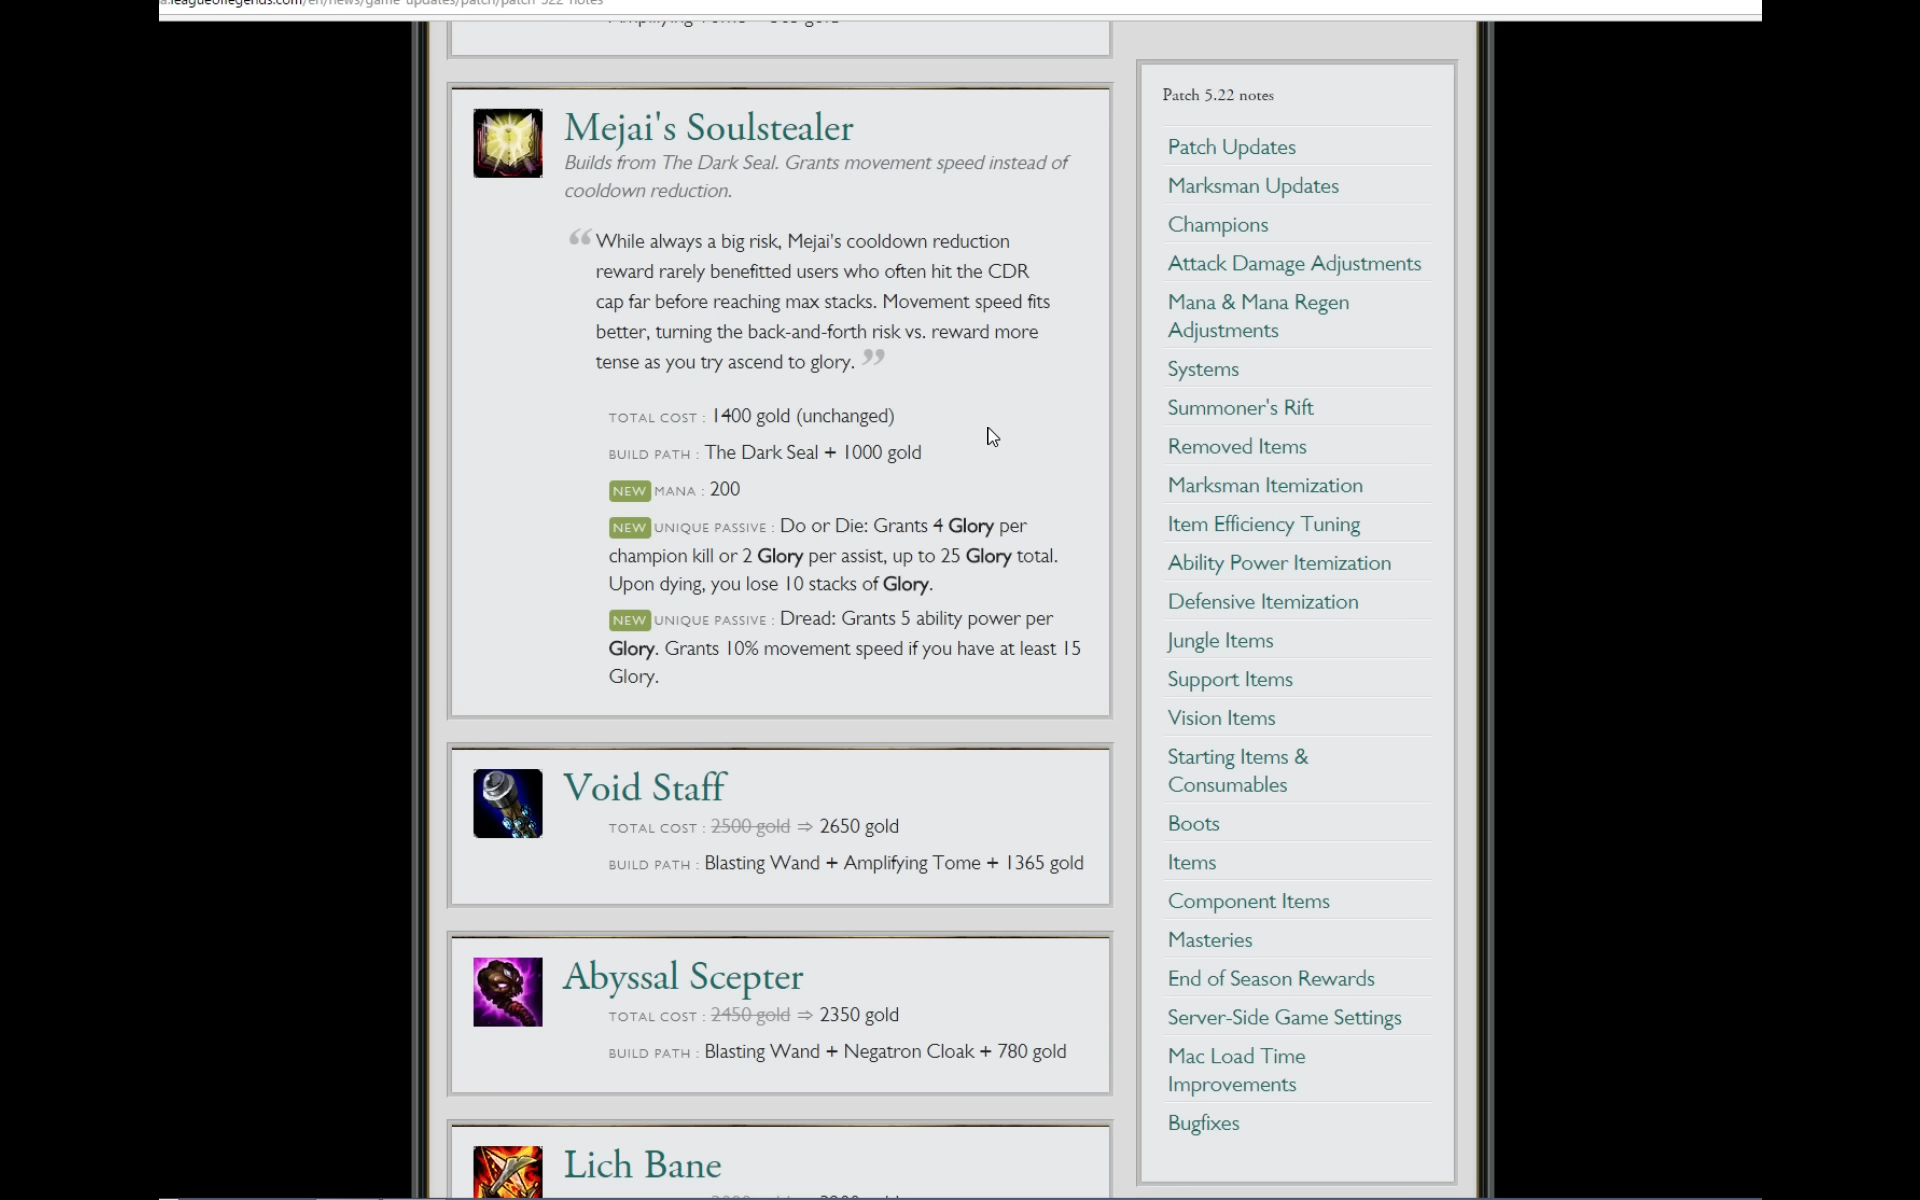 a.leagueoflegends.com/en/news/game-updates/patch/patch-522-notes
Mejai's Soulstealer
Builds from The Dark Seal. Grants movement speed instead of
cooldown reduction.
“ While always a big risk, Mejai's cooldown reduction
reward rarely benefitted users who often hit the CDR
cap far before reaching max stacks. Movement speed fits
better, turning the back-and-forth risk vs. reward more
tense as you try ascend to glory. ”
TOTAL COST : 1400 gold (unchanged)
BUILD PATH : The Dark Seal + 1000 gold
NEW MANA : 200
NEW UNIQUE PASSIVE : Do or Die: Grants 4 Glory per
champion kill or 2 Glory per assist, up to 25 Glory total.
Upon dying, you lose 10 stacks of Glory.
NEW UNIQUE PASSIVE : Dread: Grants 5 ability power per
Glory. Grants 10% movement speed if you have at least 15
Glory.
Void Staff
TOTAL COST : 2500 gold ⇒ 2650 gold
BUILD PATH : Blasting Wand + Amplifying Tome + 1365 gold
Abyssal Scepter
TOTAL COST : 2450 gold ⇒ 2350 gold
BUILD PATH : Blasting Wand + Negatron Cloak + 780 gold
Lich Bane
Patch 5.22 notes
Patch Updates
Marksman Updates
Champions
Attack Damage Adjustments
Mana & Mana Regen
Adjustments
Systems
Summoner's Rift
Removed Items
Marksman Itemization
Item Efficiency Tuning
Ability Power Itemization
Defensive Itemization
Jungle Items
Support Items
Vision Items
Starting Items &
Consumables
Boots
Items
Component Items
Masteries
End of Season Rewards
Server-Side Game Settings
Mac Load Time
Improvements
Bugfixes